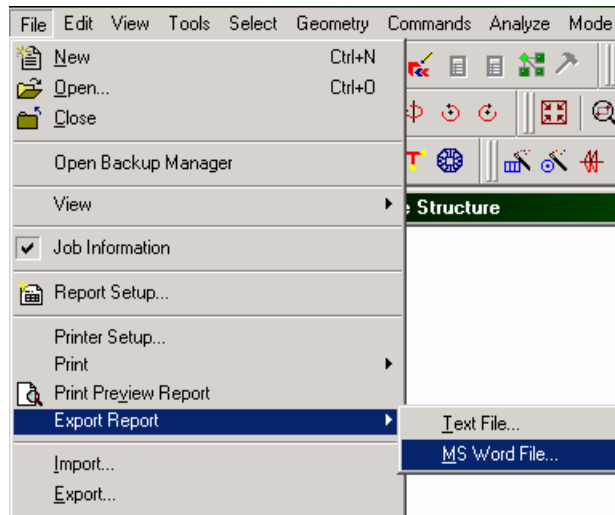 File Edit View Tools Select Geometry Commands Analyze Mode
New Ctrl+N
Open... Ctrl+O
Close
Open Backup Manager
View
Structure
Job Information
Report Setup...
Printer Setup...
Print
Print Preview Report
Export Report
Text File...
MS Word File...
Import...
Export...